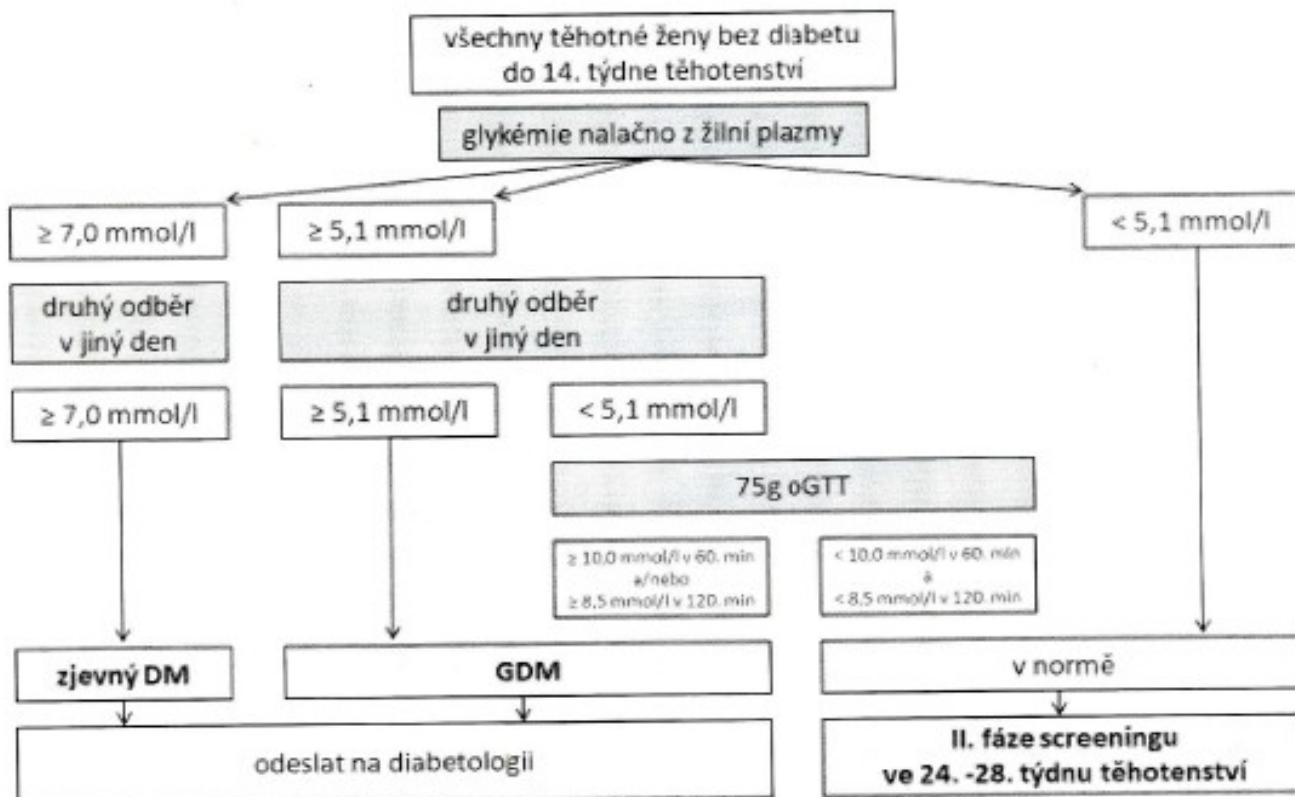 všechny těhotné ženy bez diabetu
do 14. týdne těhotenství
glykémie nalačno z žilní plazmy
≥ 7,0 mmol/l
≥ 5,1 mmol/l
< 5,1 mmol/l
druhý odběr
v jiný den
druhý odběr
v jiný den
≥ 7,0 mmol/l
≥ 5,1 mmol/l
< 5,1 mmol/l
75g oGTT
≥ 10,0 mmol/l v 60. min
a/nebo
≥ 8,5 mmol/l v 120. min
< 10,0 mmol/l v 60. min
a
< 8,5 mmol/l v 120. min
zjevný DM
GDM
v normě
odeslat na diabetologii
II. fáze screeningu
ve 24. -28. týdnu těhotenství